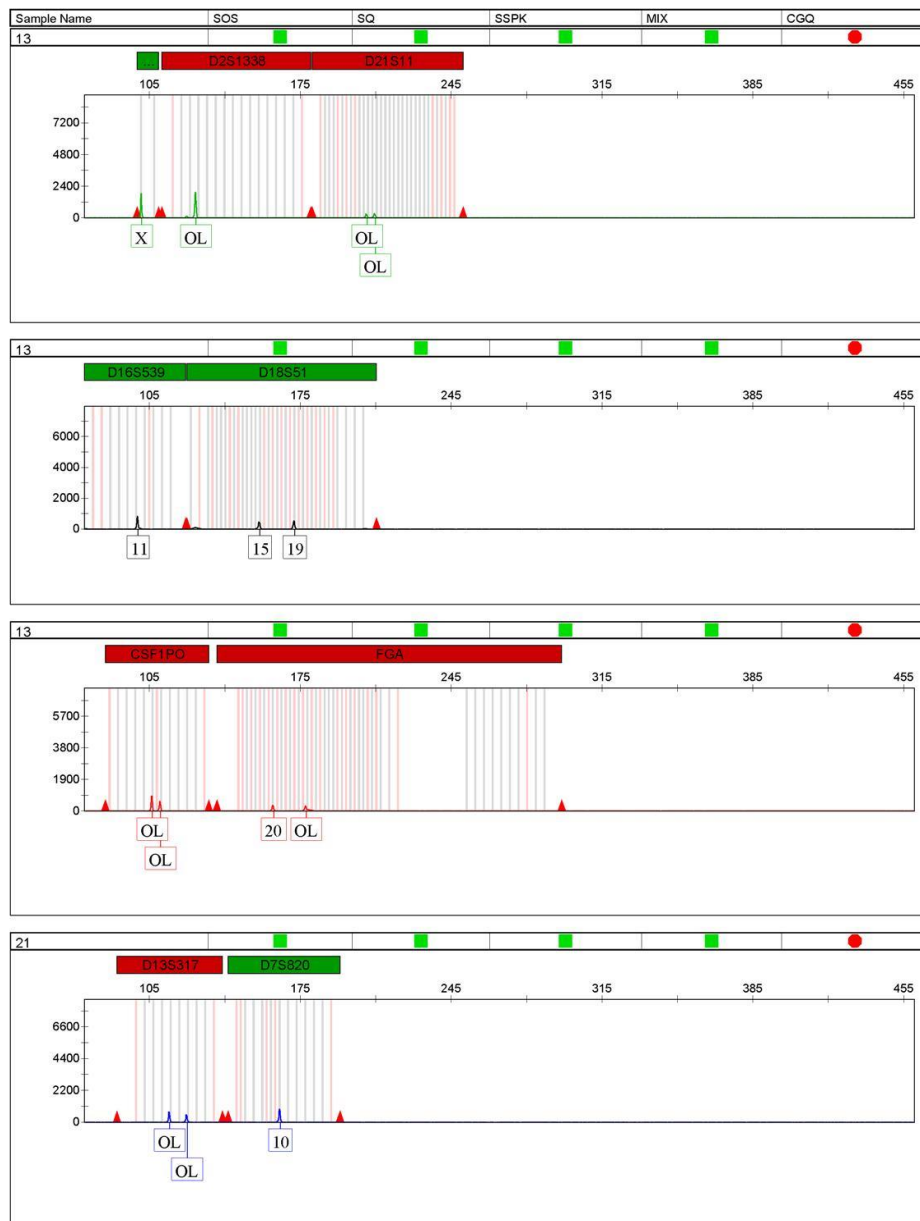 Sample Name SOS SQ SSPK MIX CGQ
13
... D2S1338 D21S11
105 175 245 315 385 455
7200
4800
2400
0
X OL OL
OL
13
D16S539 D18S51
105 175 245 315 385 455
6000
4000
2000
0
11 15 19
13
CSF1PO FGA
105 175 245 315 385 455
5700
3800
1900
0
OL 20 OL
OL
21
D13S317 D7S820
105 175 245 315 385 455
6600
4400
2200
0
OL 10
OL